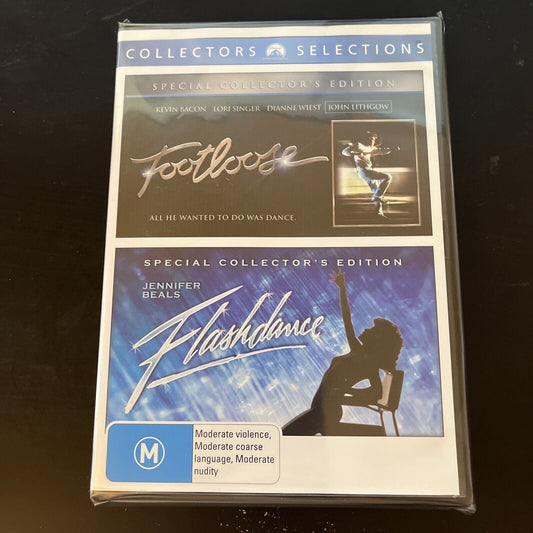 COLLECTORS SELECTIONS
SPECIAL COLLECTOR'S EDITION
KEVIN BACON LORI SINGER DIANNE WIEST JOHN LITHGOW
Footloose
ALL HE WANTED TO DO WAS DANCE.
SPECIAL COLLECTOR'S EDITION
JENNIFER
BEALS
Flashdance
M
Moderate violence,
Moderate coarse
language, Moderate
nudity